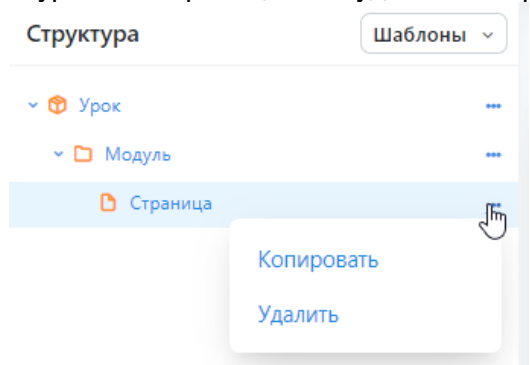 Структура
Шаблоны
Урок
Модуль
Страница
Копировать
Удалить